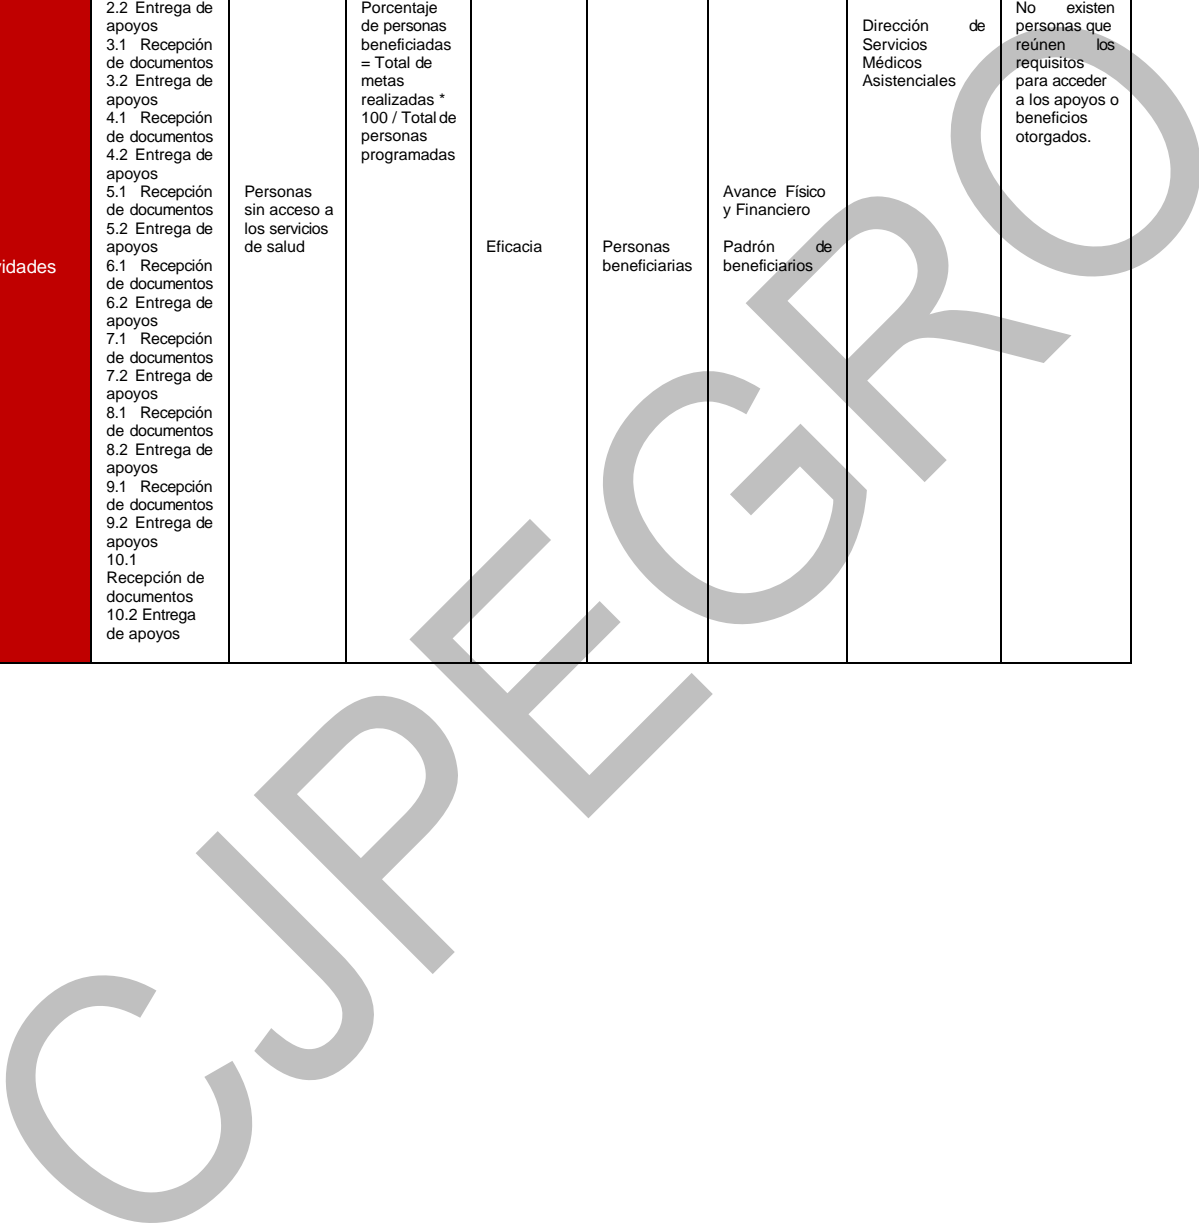 vidades
2.2 Entrega de
apoyos
3.1 Recepción
de documentos
3.2 Entrega de
apoyos
4.1 Recepción
de documentos
4.2 Entrega de
apoyos
5.1 Recepción
de documentos
5.2 Entrega de
apoyos
6.1 Recepción
de documentos
6.2 Entrega de
apoyos
7.1 Recepción
de documentos
7.2 Entrega de
apoyos
8.1 Recepción
de documentos
8.2 Entrega de
apoyos
9.1 Recepción
de documentos
9.2 Entrega de
apoyos
10.1
Recepción de
documentos
10.2 Entrega
de apoyos
Personas
sin acceso a
los servicios
de salud
Porcentaje
de personas
beneficiadas
= Total de
metas
realizadas *
100 / Total de
personas
programadas
Eficacia
Personas
beneficiarias
Avance Físico
y Financiero
Padrón de
beneficiarios
Dirección de
Servicios
Médicos
Asistenciales
No existen
personas que
reúnen los
requisitos
para acceder
a los apoyos o
beneficios
otorgados.
CJPEGRO